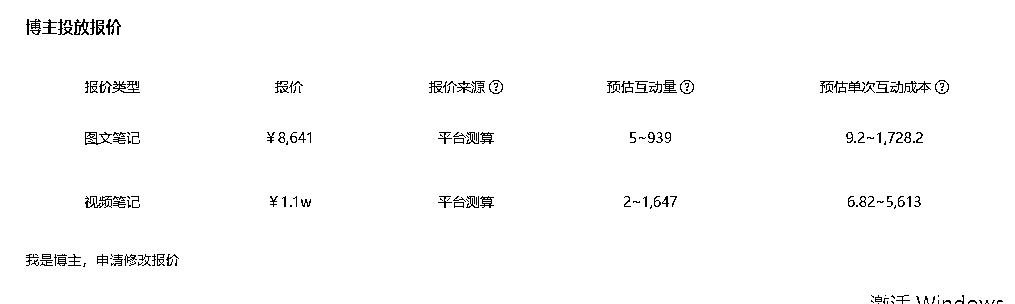 博主投放报价
报价类型 报价 报价来源 ? 预估互动量 ? 预估单次互动成本 ?
图文笔记 ￥8,641 平台测算 5~939 9.2~1,728.2
视频笔记 ￥1.1w 平台测算 2~1,647 6.82~5,613
我是博主，申请修改报价
激活 Windows